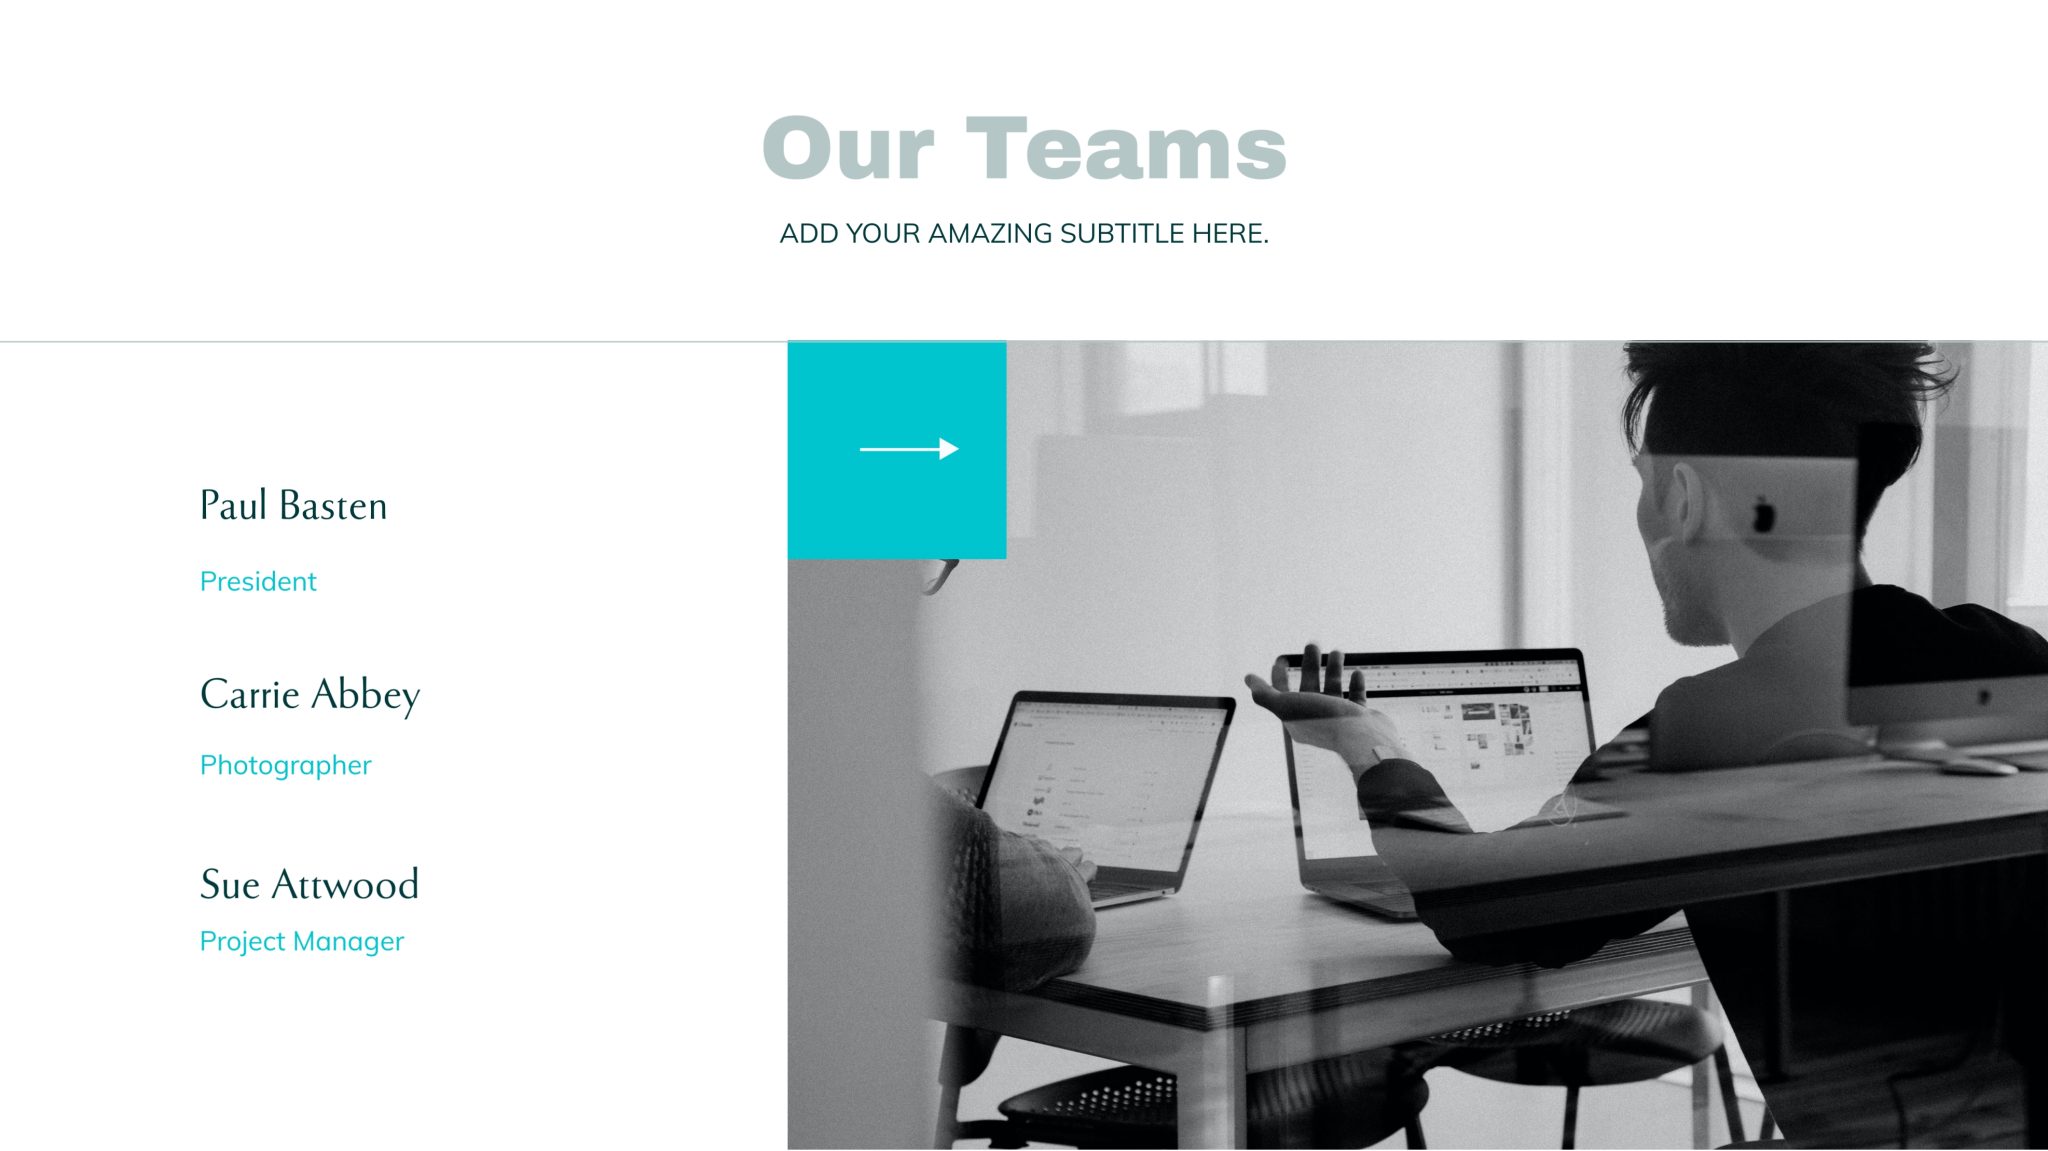 Our Teams
ADD YOUR AMAZING SUBTITLE HERE.
Paul Basten
President
Carrie Abbey
Photographer
Sue Attwood
Project Manager